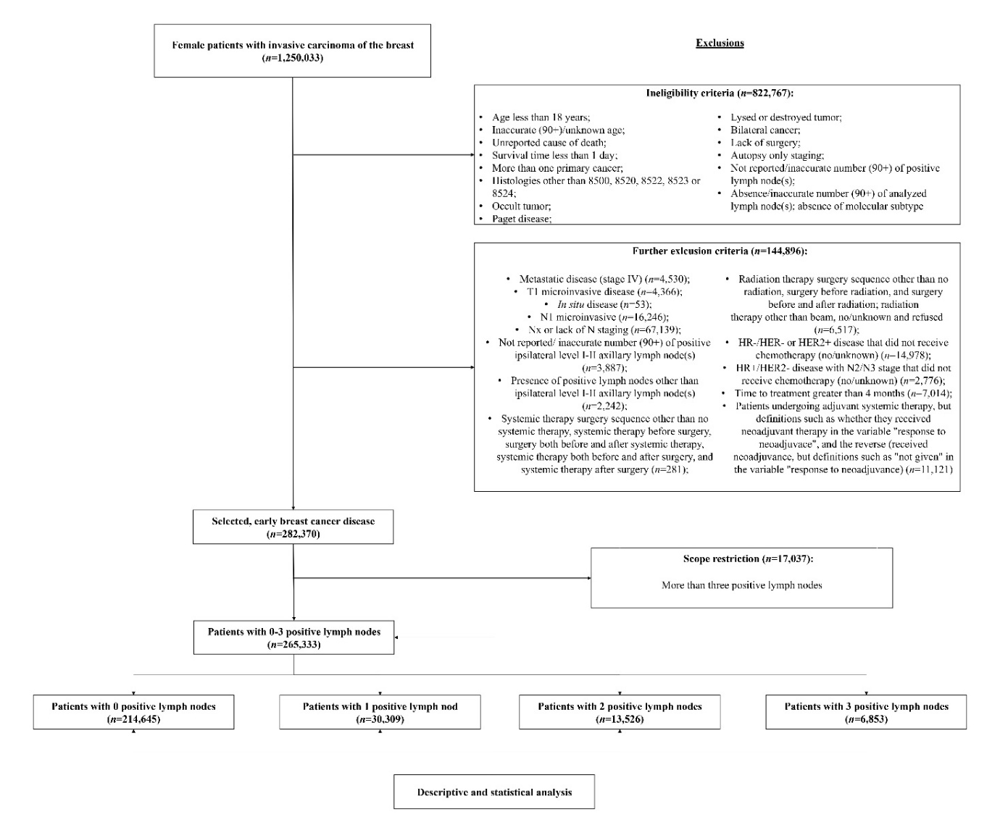 Female patients with invasive carcinoma of the breast
(n=1,250,033)
Exclusions
Ineligibility criteria (n=822,767):
• Age less than 18 years;
• Inaccurate (90+)/unknown age;
• Unreported cause of death;
• Survival time less than 1 day;
• More than one primary cancer;
• Histologies other than 8500, 8520, 8522, 8523 or
8524;
• Occult tumor;
• Paget disease;
• Lysed or destroyed tumor;
• Bilateral cancer;
• Lack of surgery;
• Autopsy only staging;
• Not reported/inaccurate number (90+) of positive
lymph node(s);
• Absence/inaccurate number (90+) of analyzed
lymph node(s); absence of molecular subtype
Further exlcusion criteria (n=144,896):
• Metastatic disease (stage IV) (n=4,530);
• T1 microinvasive disease (n=4,366);
• In situ disease (n=53);
• N1 microinvasive (n=16,246);
• Nx or lack of N staging (n=67,139);
• Not reported/ inaccurate number (90+) of positive
ipsilateral level I-II axillary lymph node(s)
(n=3,887);
• Presence of positive lymph nodes other than
ipsilateral level I-II axillary lymph node(s)
(n=2,242);
• Systemic therapy surgery sequence other than no
systemic therapy, systemic therapy before surgery,
surgery both before and after systemic therapy,
systemic therapy both before and after surgery, and
systemic therapy after surgery (n=281);
• Radiation therapy surgery sequence other than no
radiation, surgery before radiation, and surgery
before and after radiation; radiation
therapy other than beam, no/unknown and refused
(n=6,517);
• HR-/HER- or HER2+ disease that did not receive
chemotherapy (no/unknown) (n=14,978);
• HR+/HER2- disease with N2/N3 stage that did not
receive chemotherapy (no/unknown) (n=2,776);
• Time to treatment greater than 4 months (n=7,014);
• Patients undergoing adjuvant systemic therapy, but
definitions such as whether they received
neoadjuvant therapy in the variable "response to
neoadjuvace", and the reverse (received
neoadjuvance, but definitions such as "not given" in
the variable "response to neoadjuvance) (n=11,121)
Selected, early breast cancer disease
(n=282,370)
Scope restriction (n=17,037):
More than three positive lymph nodes
Patients with 0-3 positive lymph nodes
(n=265,333)
Patients with 0 positive lymph nodes
(n=214,645)
Patients with 1 positive lymph nod
(n=30,309)
Patients with 2 positive lymph nodes
(n=13,526)
Patients with 3 positive lymph nodes
(n=6,853)
Descriptive and statistical analysis